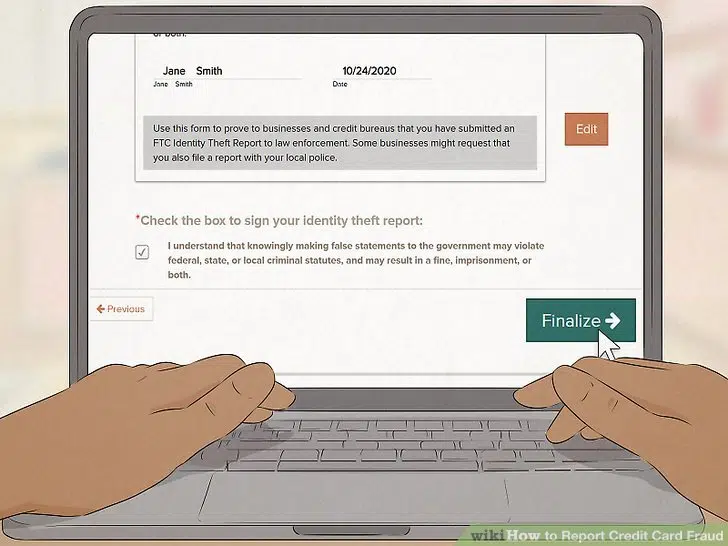 or both.
Jane Smith 10/24/2020
Jane Smith Date
Use this form to prove to businesses and credit bureaus that you have submitted an
FTC Identity Theft Report to law enforcement. Some businesses might request that
you also file a report with your local police.
Edit
*Check the box to sign your identity theft report:
I understand that knowingly making false statements to the government may violate
federal, state, or local criminal statutes, and may result in a fine, imprisonment, or
both.
Previous
Finalize
wikiHow to Report Credit Card Fraud